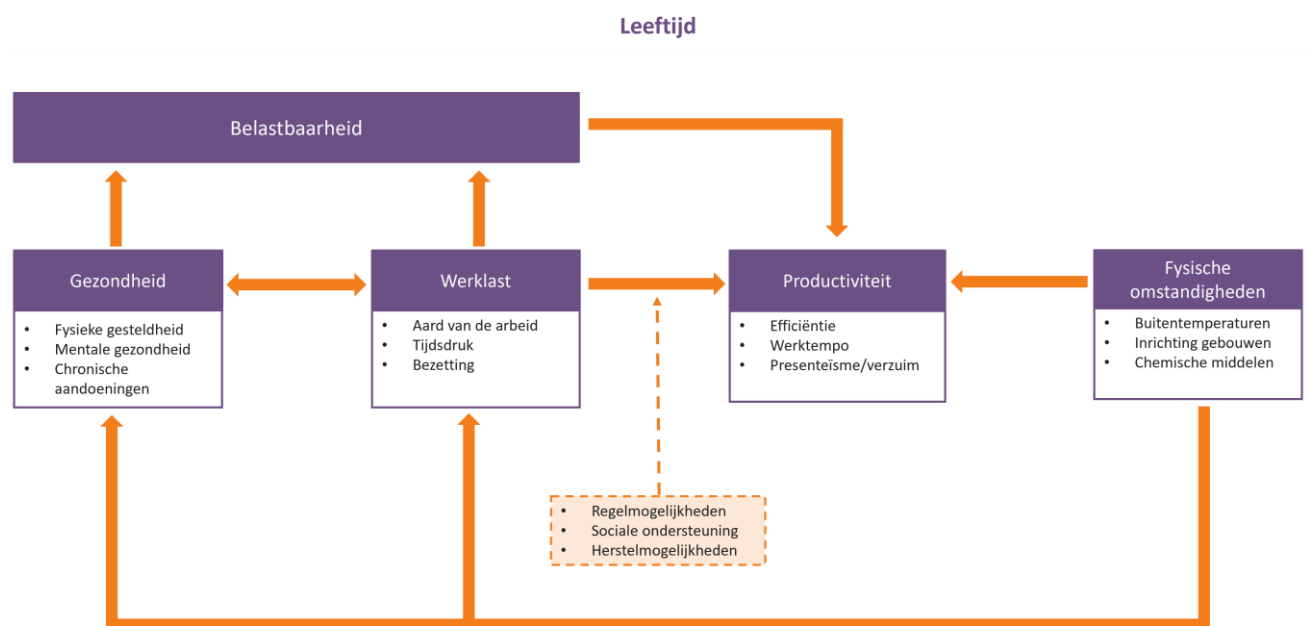 Leeftijd
Belastbaarheid
Gezondheid
• Fysieke gesteldheid
• Mentale gezondheid
• Chronische
aandoeningen
Werklast
• Aard van de arbeid
• Tijdsdruk
• Bezetting
Productiviteit
• Efficiëntie
• Werktempo
• Presenteïsme/verzuim
Fysische
omstandigheden
• Buitentemperaturen
• Inrichting gebouwen
• Chemische middelen
• Regelmogelijkheden
• Sociale ondersteuning
• Herstelmogelijkheden